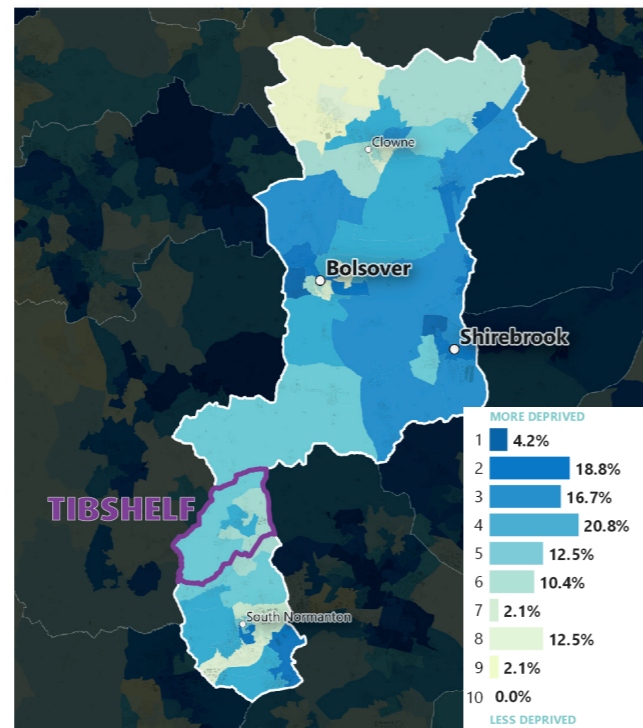 Clowne
Bolsover
Shirebrook
TIBSHELF
South Normanton
MORE DEPRIVED
1 4.2%
2 18.8%
3 16.7%
4 20.8%
5 12.5%
6 10.4%
7 2.1%
8 12.5%
9 2.1%
10 0.0%
LESS DEPRIVED